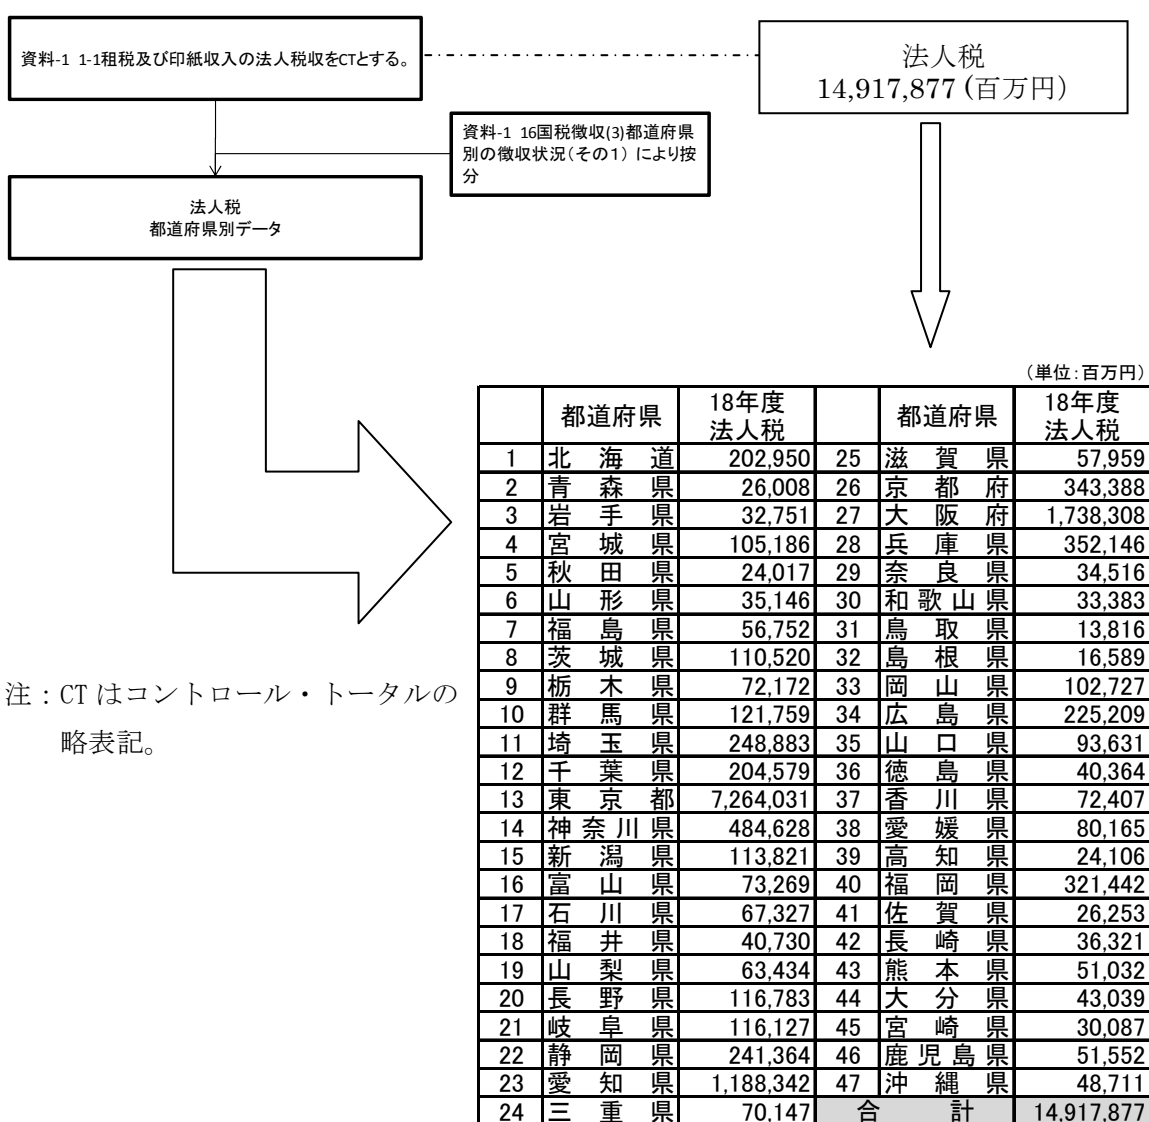 資料-1 1-1租税及び印紙収入の法人税収をCTとする。
法人税
14,917,877 (百万円)
資料-1 16国税徴収(3)都道府県
別の徴収状況(その1) により按
分
法人税
都道府県別データ
(単位:百万円)
都道府県 18年度 法人税 都道府県 18年度 法人税
1 北海道 202,950 25 滋賀県 57,959
2 青森県 26,008 26 京都府 343,388
3 岩手県 32,751 27 大阪府 1,738,308
4 宮城県 105,186 28 兵庫県 352,146
5 秋田県 24,017 29 奈良県 34,516
6 山形県 35,146 30 和歌山県 33,383
7 福島県 56,752 31 鳥取県 13,816
8 茨城県 110,520 32 島根県 16,589
9 栃木県 72,172 33 岡山県 102,727
10 群馬県 121,759 34 広島県 225,209
11 埼玉県 248,883 35 山口県 93,631
12 千葉県 204,579 36 徳島県 40,364
13 東京都 7,264,031 37 香川県 72,407
14 神奈川県 484,628 38 愛媛県 80,165
15 新潟県 113,821 39 高知県 24,106
16 富山県 73,269 40 福岡県 321,442
17 石川県 67,327 41 佐賀県 26,253
18 福井県 40,730 42 長崎県 36,321
19 山梨県 63,434 43 熊本県 51,032
20 長野県 116,783 44 大分県 43,039
21 岐阜県 116,127 45 宮崎県 30,087
22 静岡県 241,364 46 鹿児島県 51,552
23 愛知県 1,188,342 47 沖縄県 48,711
24 三重県 70,147 合計 14,917,877
注:CT はコントロール・トータルの
略表記。